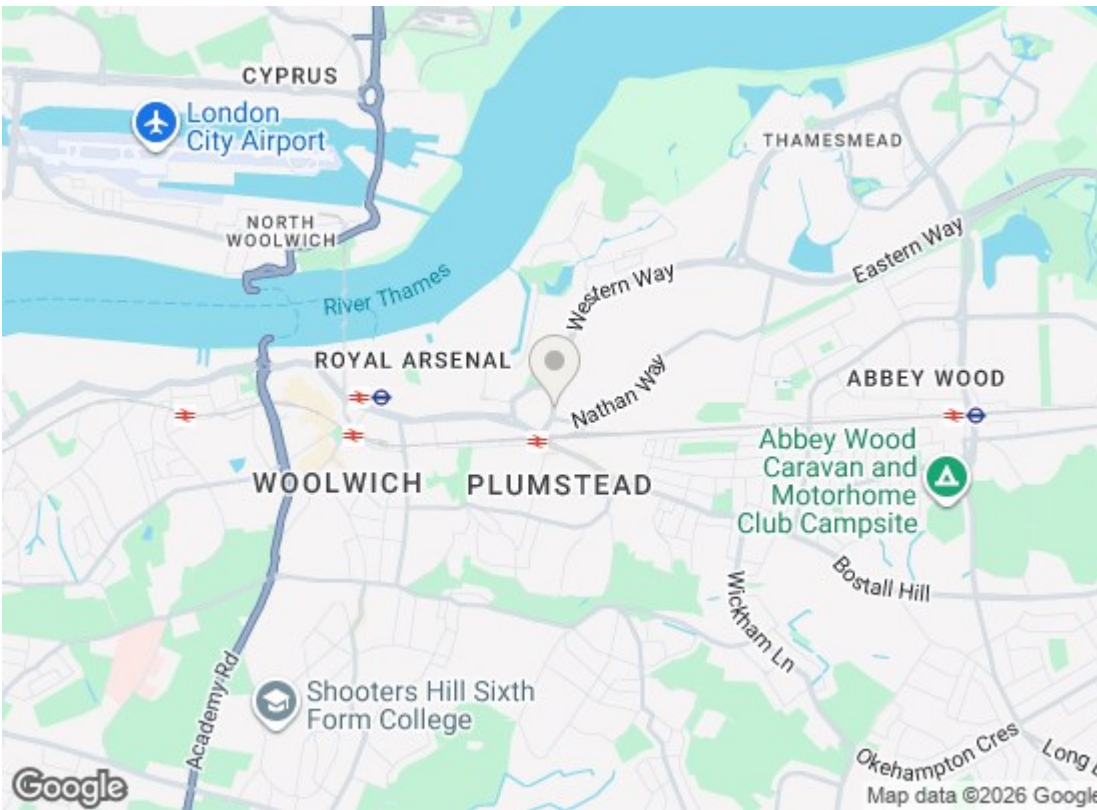 CYPRUS
London
City Airport
THAMESMEAD
NORTH
WOOLWICH
Eastern Way
River Thames
Western Way
ROYAL ARSENAL
Nathan Way
ABBEY WOOD
WOOLWICH
PLUMSTEAD
Abbey Wood
Caravan and
Motorhome
Club Campsite
Bostall Hill
Wickham Ln
Academy Rd
Shooters Hill Sixth
Form College
Okehampton Cres
Long
Google
Map data ©2026 Google